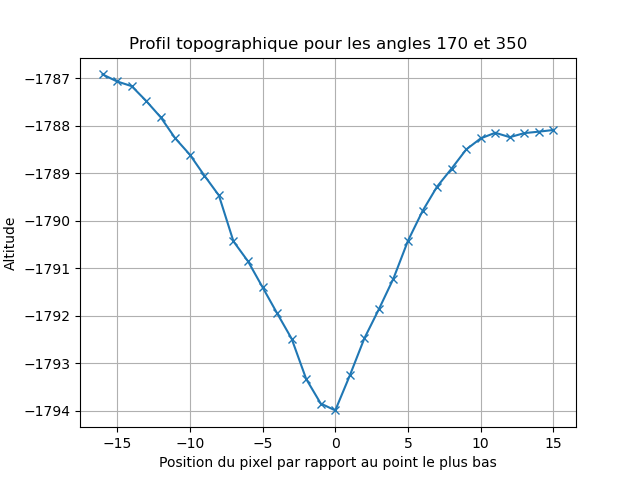 Profil topographique pour les angles 170 et 350
Altitude
−1787
−1788
−1789
−1790
−1791
−1792
−1793
−1794
−15 −10 −5 0 5 10 15
Position du pixel par rapport au point le plus bas